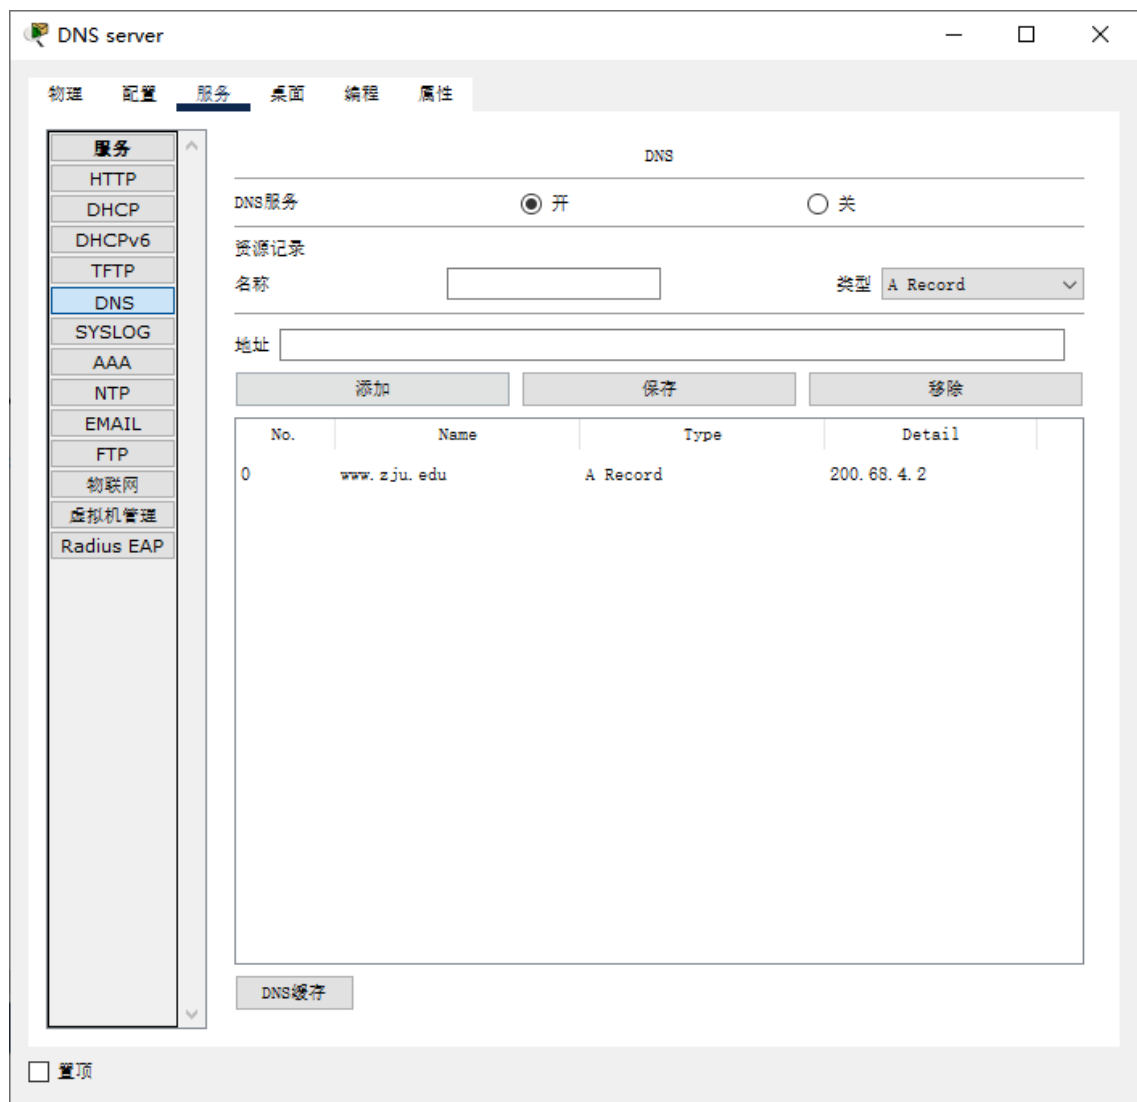 DNS server
物理 配置 服务 桌面 编程 属性
服务
HTTP
DHCP
DHCPv6
TFTP
DNS
SYSLOG
AAA
NTP
EMAIL
FTP
物联网
虚拟机管理
Radius EAP
DNS
DNS服务 开 关
资源记录
名称 类型 A Record
地址
添加 保存 移除
No. Name Type Detail
0 www.zju.edu A Record 200.68.4.2
DNS缓存
置顶